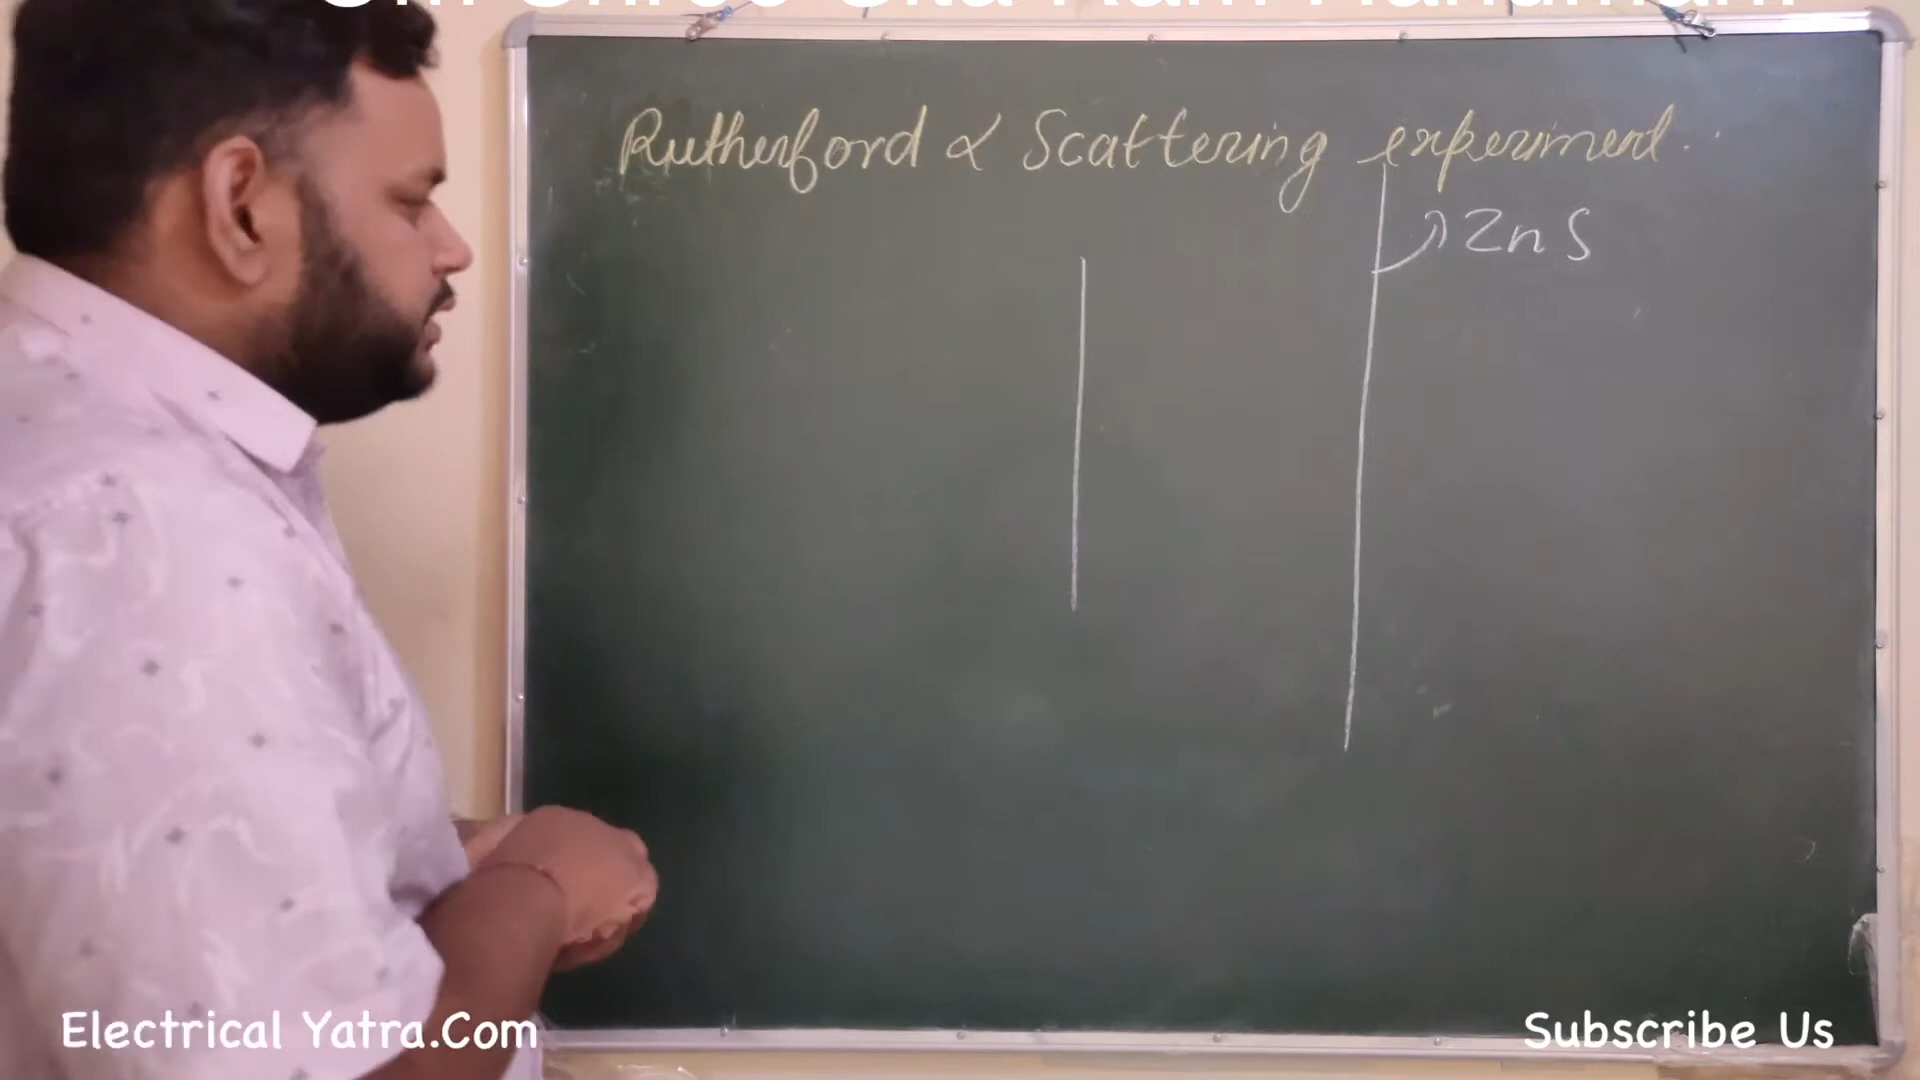 Rutherford α Scattering experiment.
ZnS
Electrical Yatra.Com
Subscribe Us